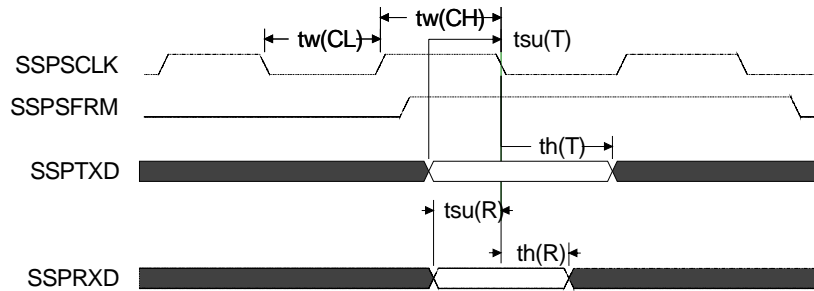 tw(CH)
tw(CL)
tsu(T)
SSPSCLK
SSPSFRM
th(T)
SSPTXD
tsu(R)
th(R)
SSPRXD